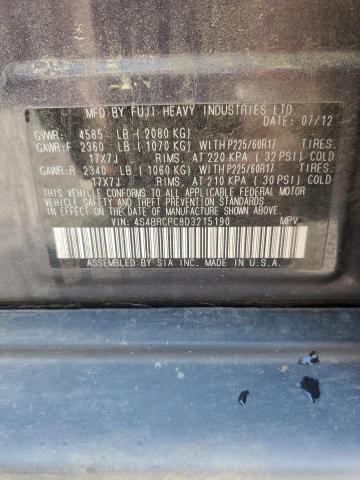 MFD. BY FUJI HEAVY INDUSTRIES LTD.
DATE: 07/12
GVWR: 4585 LB ( 2080 KG)
GAWR:F 2360 LB ( 1070 KG) WITH P225/60R17 TIRES.
17X7J RIMS. AT 220 KPA ( 32 PSI) COLD
GAWR:R 2340 LB ( 1060 KG) WITH P225/60R17 TIRES.
17X7J RIMS. AT 210 KPA ( 30 PSI) COLD
THIS VEHICLE CONFORMS TO ALL APPLICABLE FEDERAL MOTOR
VEHICLE SAFETY STANDARDS IN EFFECT ON THE DATE OF
MANUFACTURE SHOWN ABOVE.
VIN: 4S4BRCPC8D3215190 MPV
ASSEMBLED BY SIA INC. MADE IN U.S.A.